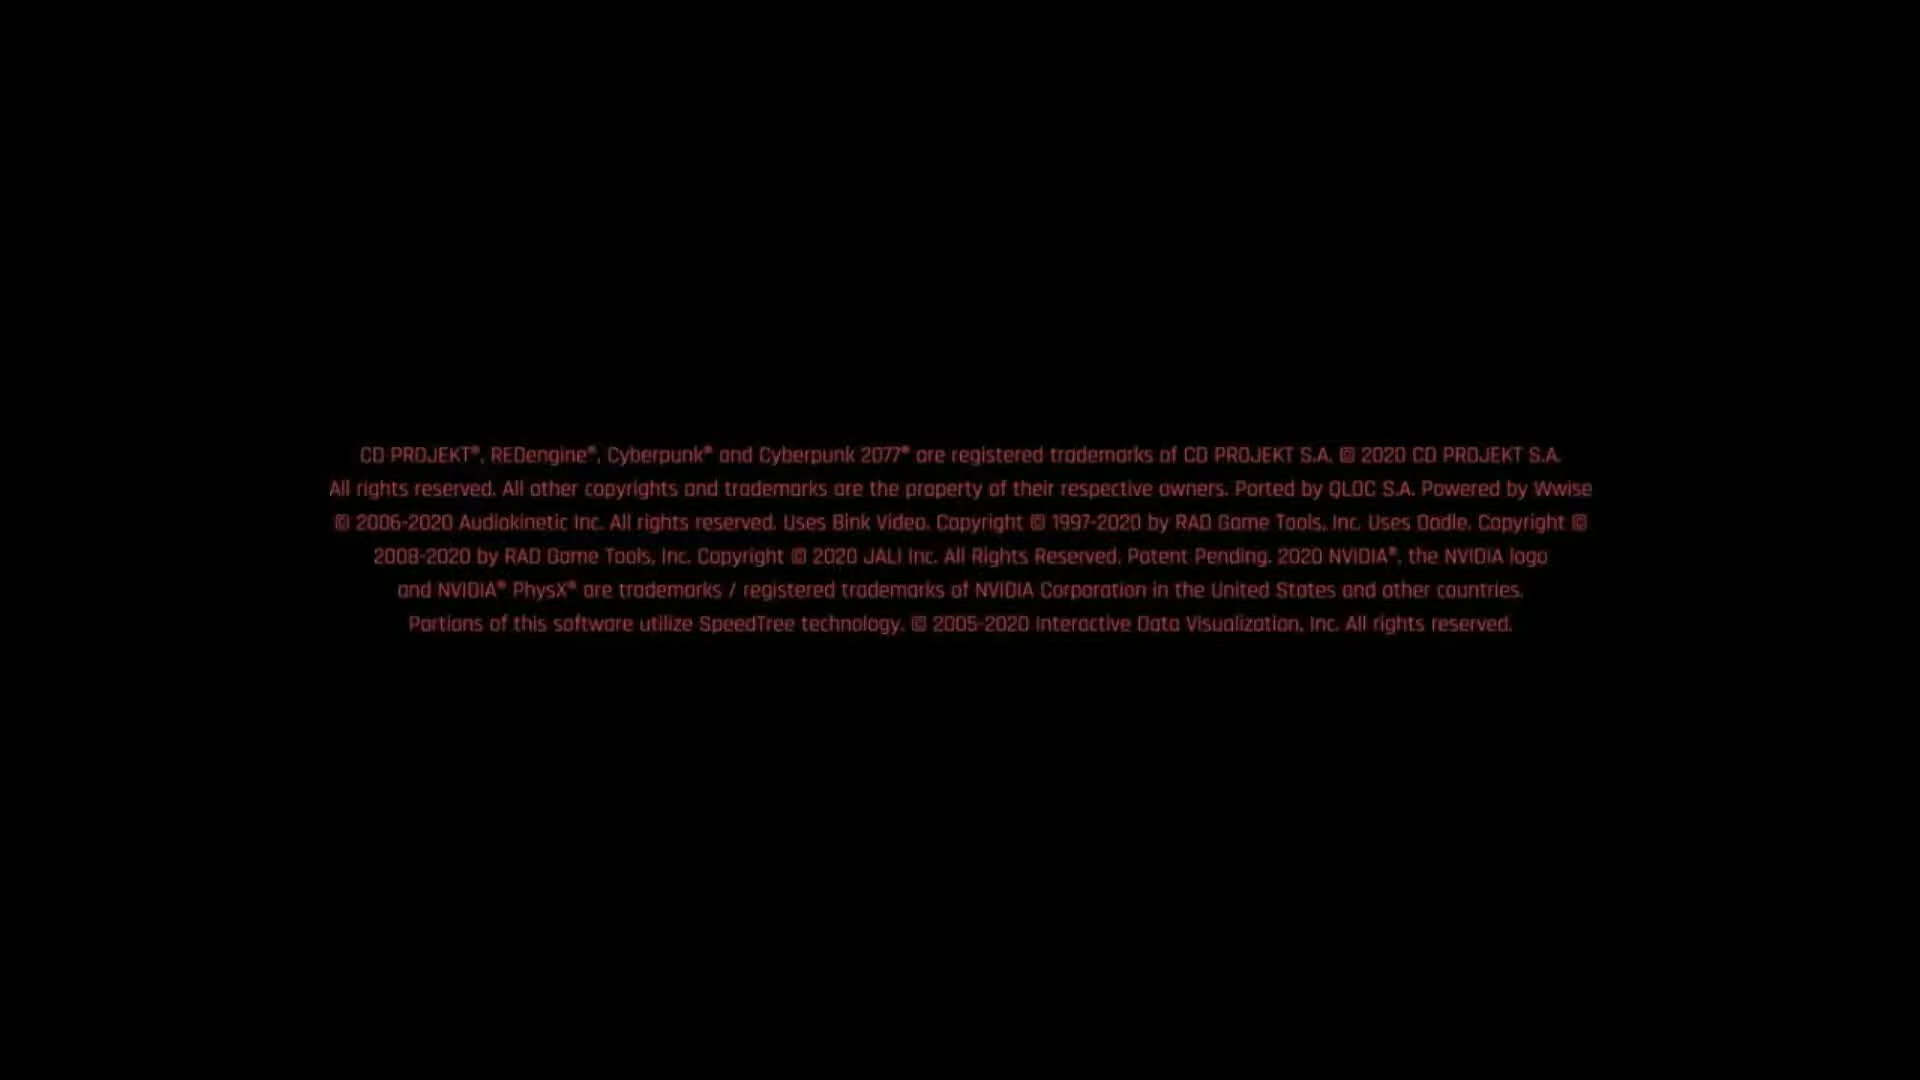 CD PROJEKT®, REDengine®, Cyberpunk® and Cyberpunk 2077® are registered trademarks of CD PROJEKT S.A. © 2020 CD PROJEKT S.A.
All rights reserved. All other copyrights and trademarks are the property of their respective owners. Ported by QLOC S.A. Powered by Wwise
© 2006-2020 Audiokinetic Inc. All rights reserved. Uses Bink Video. Copyright © 1997-2020 by RAD Game Tools, Inc. Uses Oodle. Copyright ©
2008-2020 by RAD Game Tools, Inc. Copyright © 2020 JALI Inc. All Rights Reserved. Patent Pending. 2020 NVIDIA®, the NVIDIA logo
and NVIDIA® PhysX® are trademarks / registered trademarks of NVIDIA Corporation in the United States and other countries.
Portions of this software utilize SpeedTree technology. © 2005-2020 Interactive Data Visualization, Inc. All rights reserved.